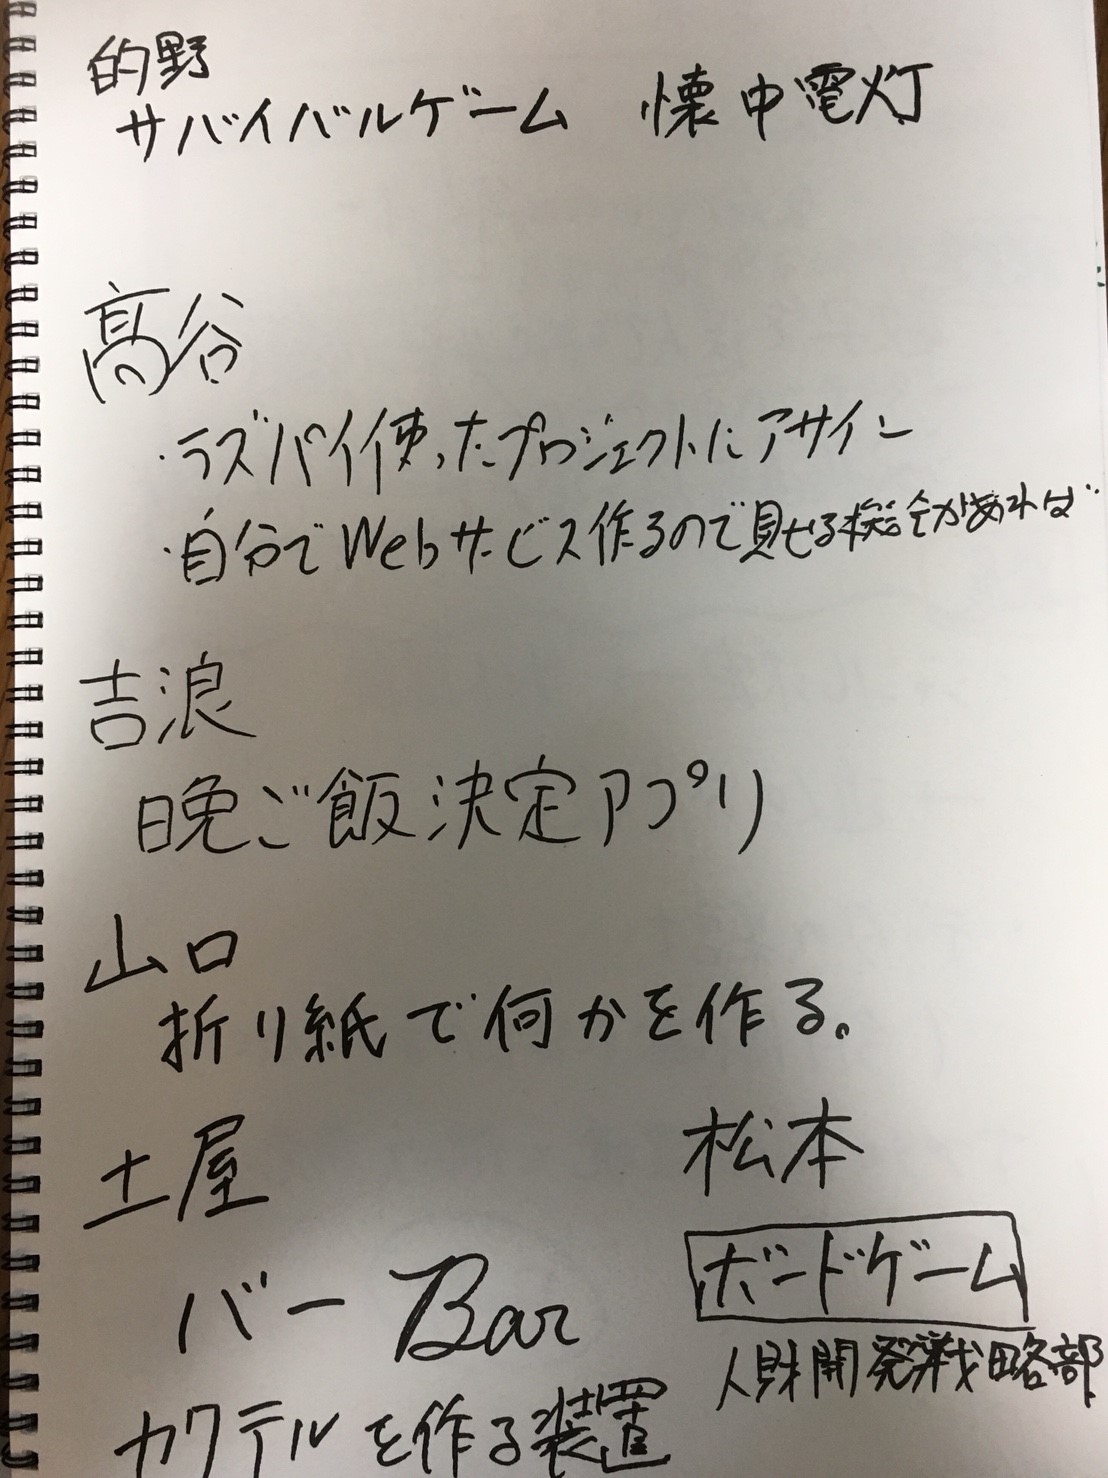 的野
サバイバルゲーム 懐中電灯
髙谷
・ラズパイ使ったプロジェクトにアサイン
・自分でWebサービス作るので見せる機会があれば
吉浪
晩ご飯決定アプリ
山口
折り紙で何かを作る。
土屋
バー Bar
カクテルを作る装置
松本
ボードゲーム
人財開発戦略部